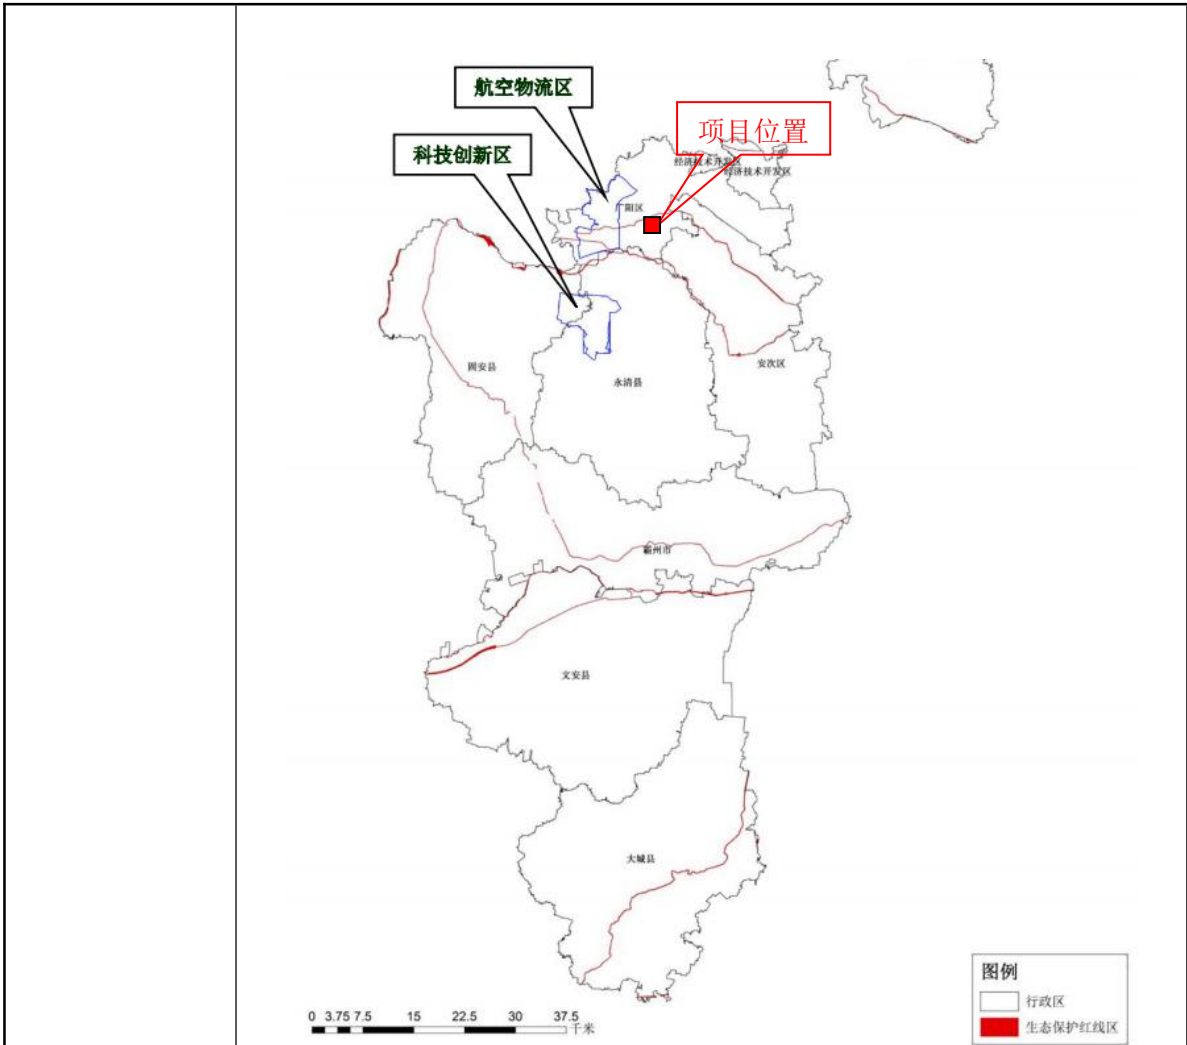 航空物流区
项目位置
科技创新区
经济技术开发区
经济技术开发区
广阳区
固安县
永清县
安次区
霸州市
文安县
大城县
图例
行政区
生态保护红线区
0 3.75 7.5 15 22.5 30 37.5
千米